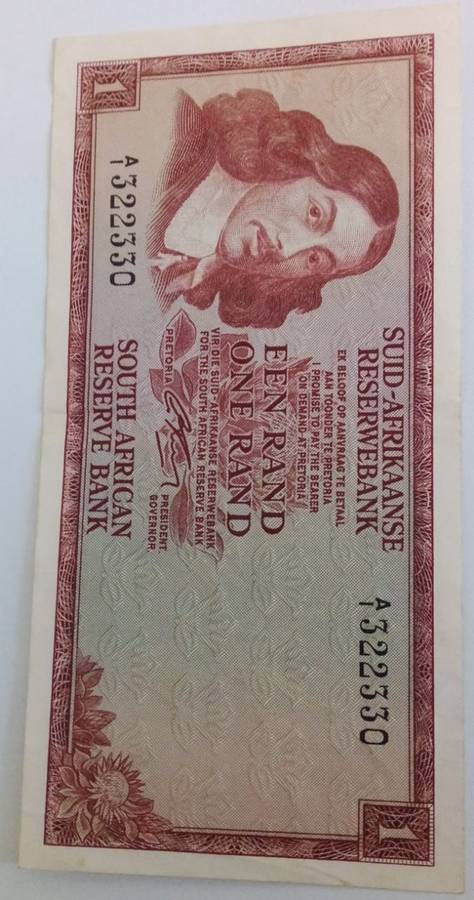 1
SUID-AFRIKAANSE
RESERWEBANK
EK BELOOF OP AANVRAAG TE BETAAL
AAN TOONDER TE PRETORIA
I PROMISE TO PAY THE BEARER
ON DEMAND AT PRETORIA
A/1 322330
EEN RAND
ONE RAND
VIR DIE SUID-AFRIKAANSE RESERWEBANK
FOR THE SOUTH AFRICAN RESERVE BANK
PRETORIA
PRESIDENT.
GOVERNOR.
A/1 322330
SOUTH AFRICAN
RESERVE BANK
1